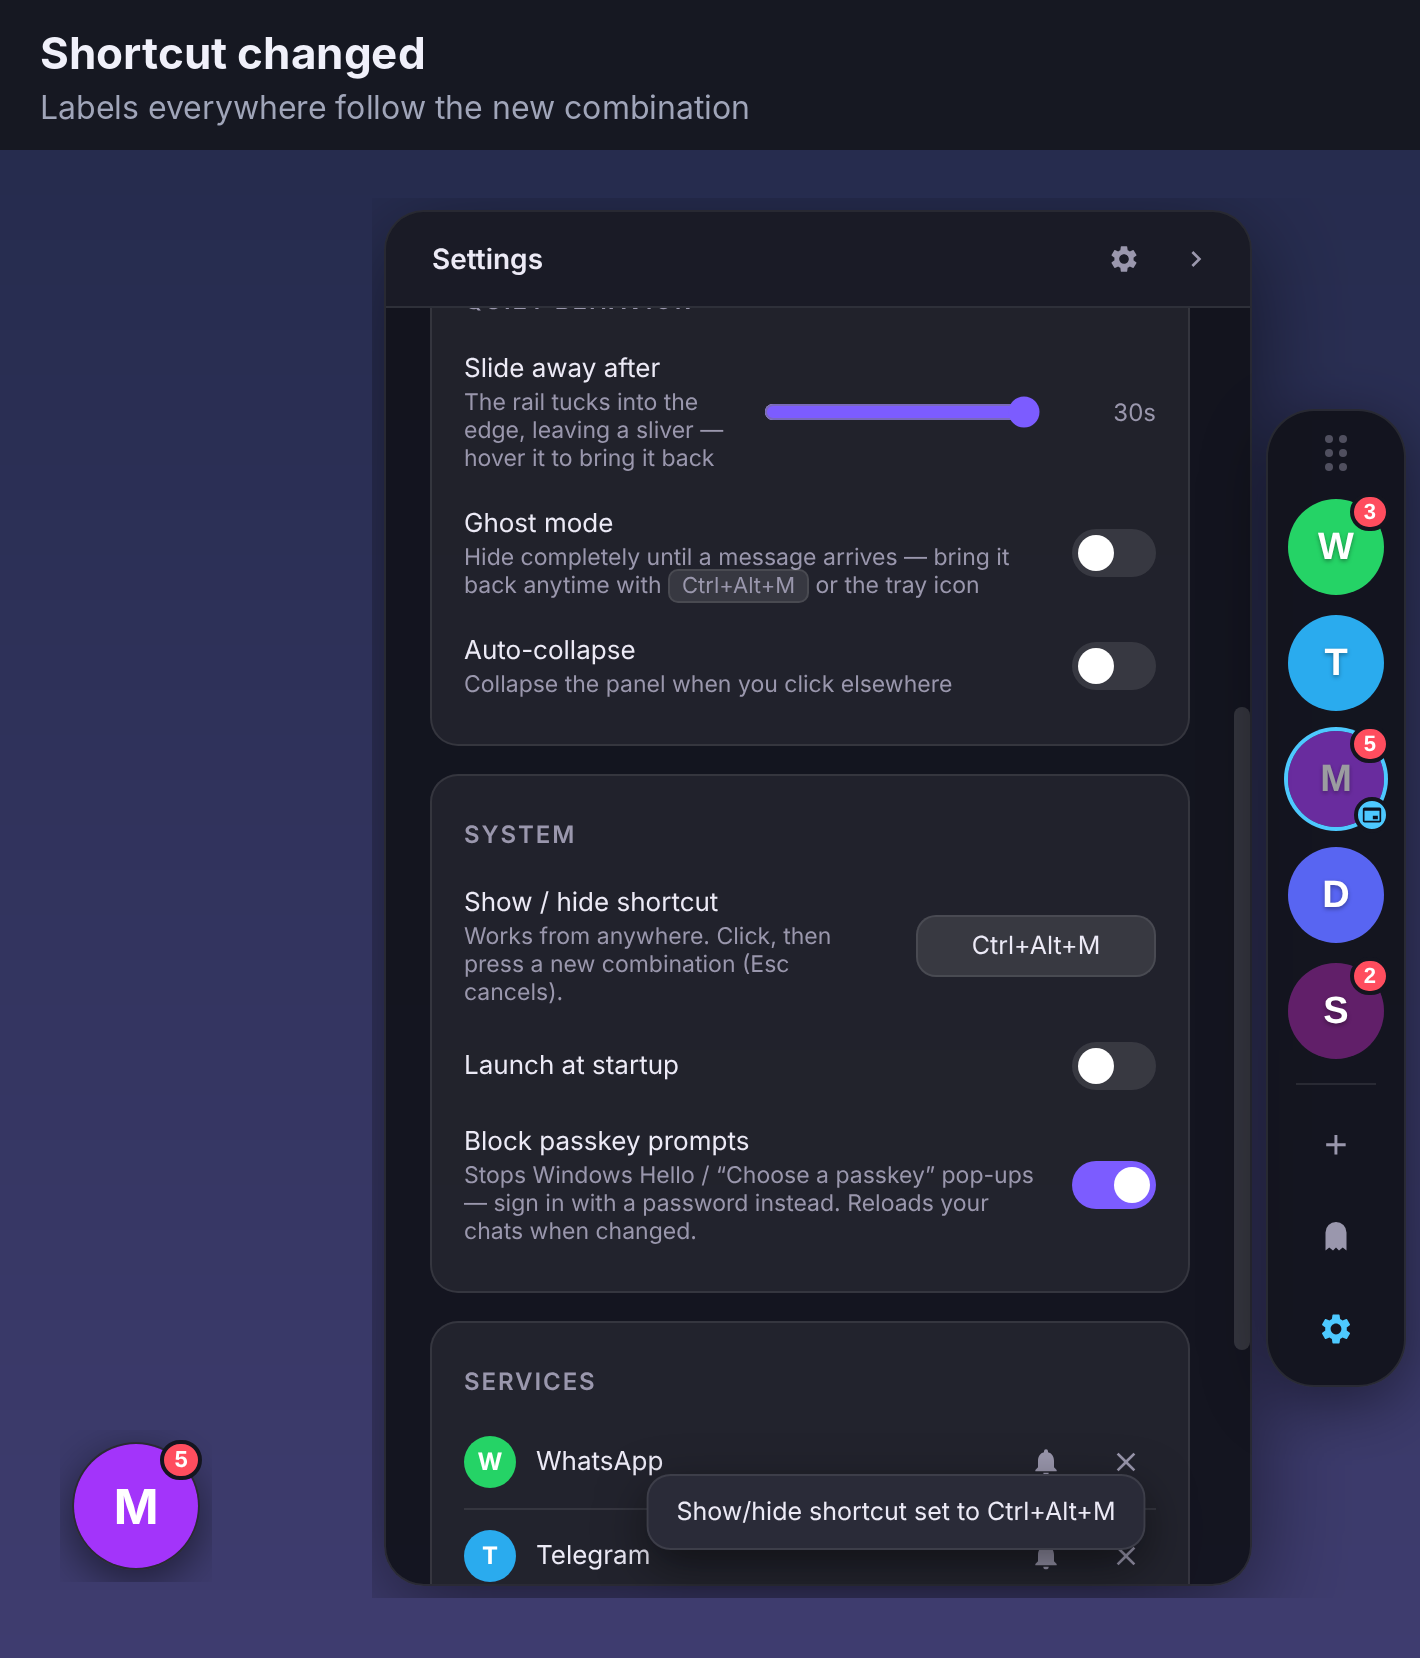 Shortcut changed
Labels everywhere follow the new combination
Settings
Slide away after
The rail tucks into the
edge, leaving a sliver —
hover it to bring it back
30s
Ghost mode
Hide completely until a message arrives — bring it
back anytime with Ctrl+Alt+M or the tray icon
Auto-collapse
Collapse the panel when you click elsewhere
SYSTEM
Show / hide shortcut
Works from anywhere. Click, then
press a new combination (Esc
cancels).
Ctrl+Alt+M
Launch at startup
Block passkey prompts
Stops Windows Hello / “Choose a passkey” pop-ups
— sign in with a password instead. Reloads your
chats when changed.
SERVICES
W WhatsApp
Show/hide shortcut set to Ctrl+Alt+M
T Telegram
W 3
T
M 5
D
S 2
M 5